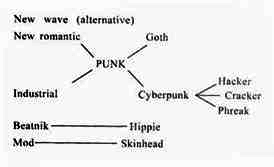 New wave (alternative)
New romantic
Goth
PUNK
Hacker
Industrial
Cyberpunk
Cracker
Phreak
Beatnik
Hippie
Mod
Skinhead